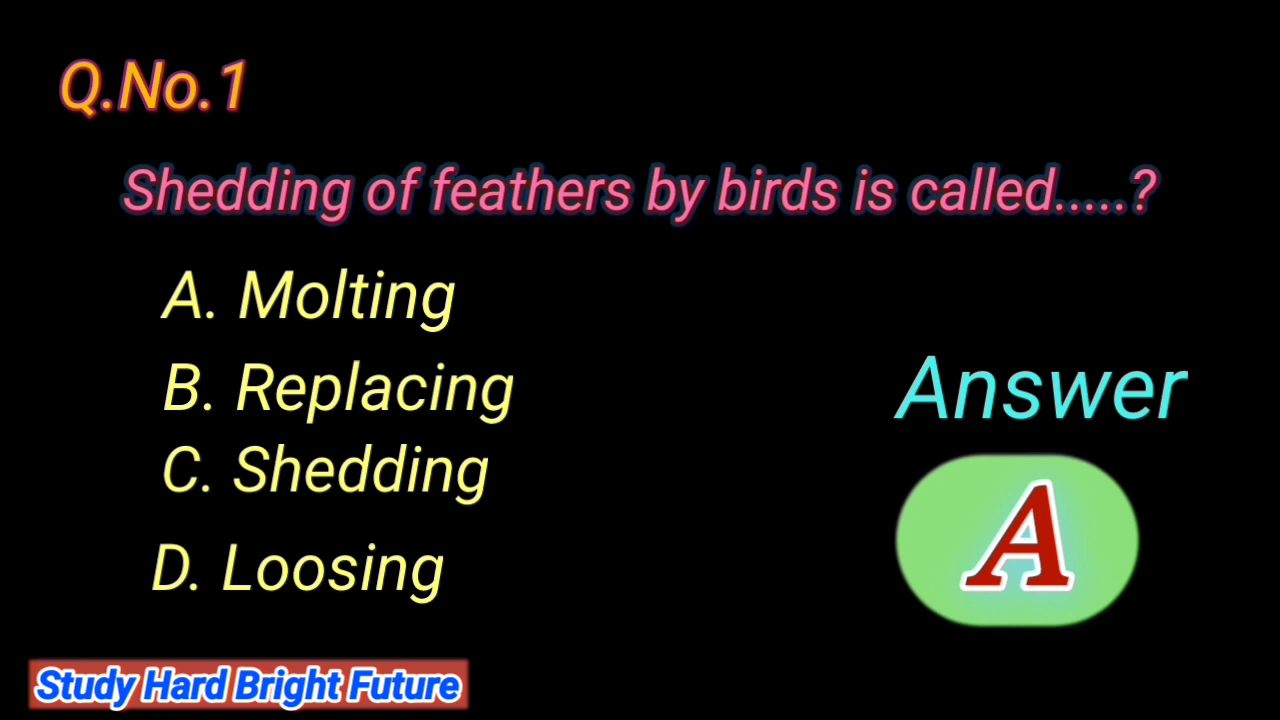 Q.No.1
Shedding of feathers by birds is called.....?
A. Molting
B. Replacing
C. Shedding
D. Loosing
Answer
A
Study Hard Bright Future